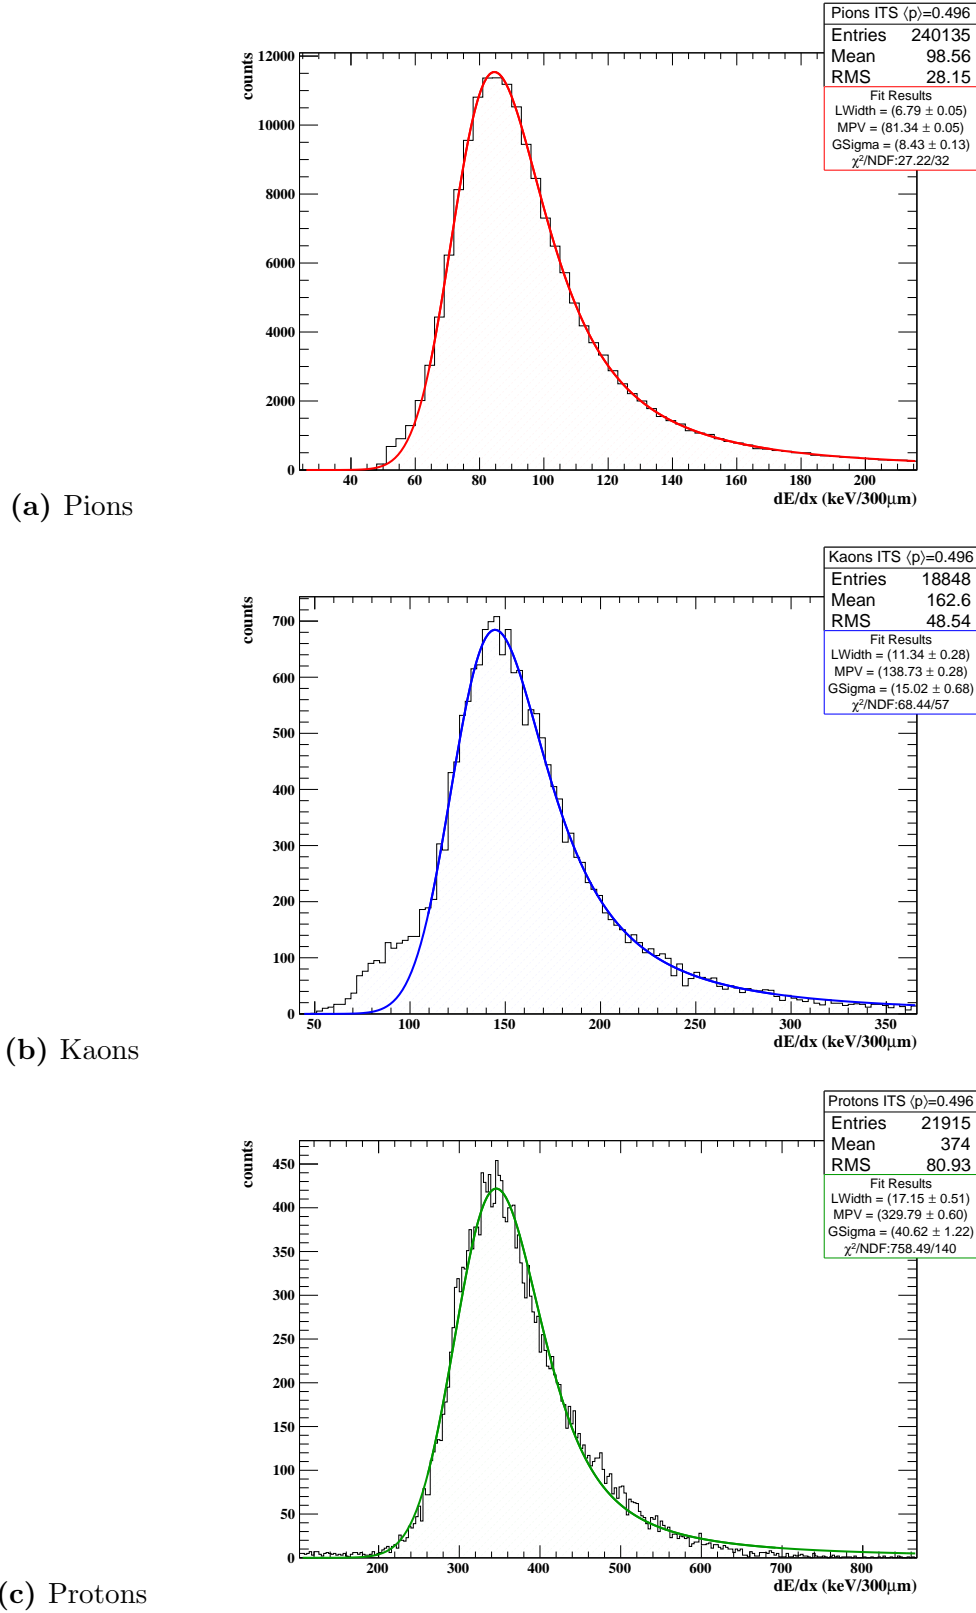 Pions ITS ⟨p⟩=0.496
Entries 240135
Mean 98.56
RMS 28.15
Fit Results
LWidth = (6.79 ± 0.05)
MPV = (81.34 ± 0.05)
GSigma = (8.43 ± 0.13)
χ²/NDF:27.22/32
counts
12000
10000
8000
6000
4000
2000
0
40 60 80 100 120 140 160 180 200
dE/dx (keV/300μm)
(a) Pions
Kaons ITS ⟨p⟩=0.496
Entries 18848
Mean 162.6
RMS 48.54
Fit Results
LWidth = (11.34 ± 0.28)
MPV = (138.73 ± 0.28)
GSigma = (15.02 ± 0.68)
χ²/NDF:68.44/57
counts
700
600
500
400
300
200
100
0
50 100 150 200 250 300 350
dE/dx (keV/300μm)
(b) Kaons
Protons ITS ⟨p⟩=0.496
Entries 21915
Mean 374
RMS 80.93
Fit Results
LWidth = (17.15 ± 0.51)
MPV = (329.79 ± 0.60)
GSigma = (40.62 ± 1.22)
χ²/NDF:758.49/140
counts
450
400
350
300
250
200
150
100
50
0
200 300 400 500 600 700 800
dE/dx (keV/300μm)
(c) Protons